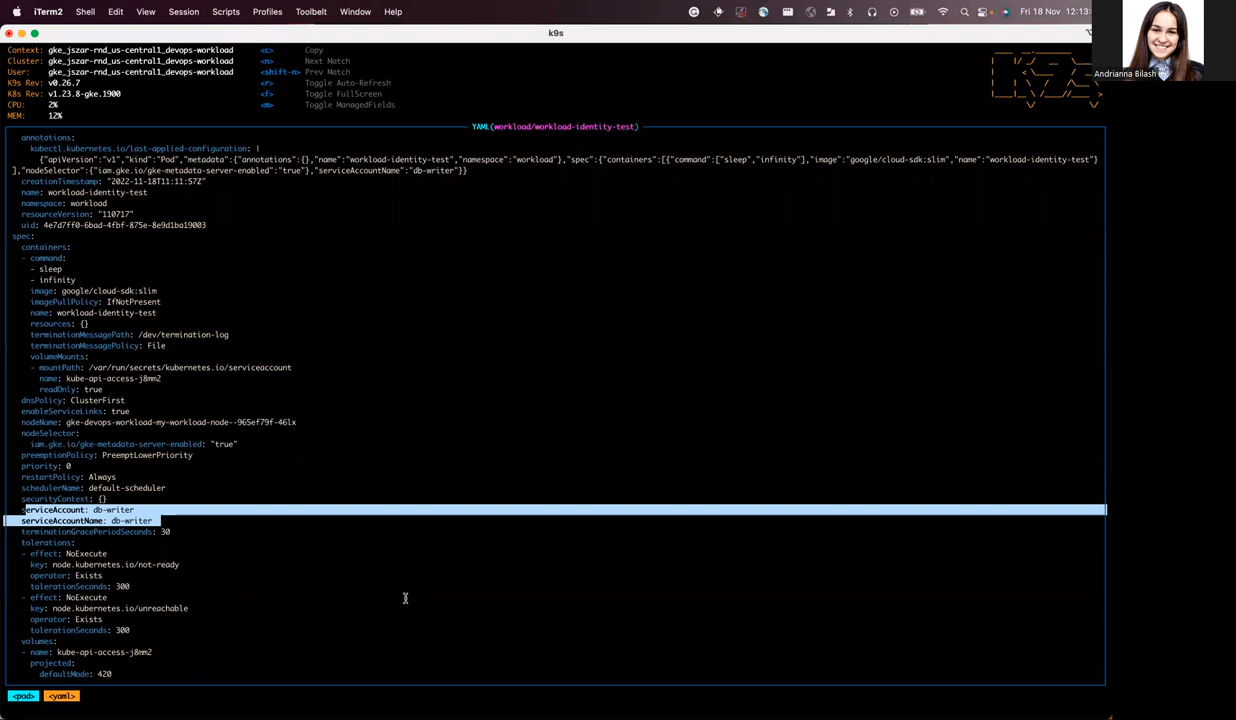 iTerm2 Shell Edit View Session Scripts Profiles Toolbelt Window Help Fri 18 Nov 12:13
k9s
Andrianna Bilash
Context: gke_jszar-rnd_us-central1_devops-workload <c> Copy
Cluster: gke_jszar-rnd_us-central1_devops-workload <n> Next Match
User: gke_jszar-rnd_us-central1_devops-workload <shift-n> Prev Match
K9s Rev: v0.26.7 <r> Toggle Auto-Refresh
K8s Rev: v1.23.8-gke.1900 <f> Toggle FullScreen
CPU: 2% <m> Toggle ManagedFields
MEM: 12%
YAML(workload/workload-identity-test)
annotations:
kubectl.kubernetes.io/last-applied-configuration: |
{"apiVersion":"v1","kind":"Pod","metadata":{"annotations":{},"name":"workload-identity-test","namespace":"workload"},"spec":{"containers":[{"command":["sleep","infinity"],"image":"google/cloud-sdk:slim","name":"workload-identity-test"}
],"nodeSelector":{"iam.gke.io/gke-metadata-server-enabled":"true"},"serviceAccountName":"db-writer"}}
creationTimestamp: "2022-11-18T11:11:57Z"
name: workload-identity-test
namespace: workload
resourceVersion: "110717"
uid: 4e7d7ff0-6bad-4fbf-875e-8e9d1ba19003
spec:
containers:
- command:
- sleep
- infinity
image: google/cloud-sdk:slim
imagePullPolicy: IfNotPresent
name: workload-identity-test
resources: {}
terminationMessagePath: /dev/termination-log
terminationMessagePolicy: File
volumeMounts:
- mountPath: /var/run/secrets/kubernetes.io/serviceaccount
name: kube-api-access-j8mm2
readOnly: true
dnsPolicy: ClusterFirst
enableServiceLinks: true
nodeName: gke-devops-workload-my-workload-node--965ef79f-46lx
nodeSelector:
iam.gke.io/gke-metadata-server-enabled: "true"
preemptionPolicy: PreemptLowerPriority
priority: 0
restartPolicy: Always
schedulerName: default-scheduler
securityContext: {}
serviceAccount: db-writer
serviceAccountName: db-writer
terminationGracePeriodSeconds: 30
tolerations:
- effect: NoExecute
key: node.kubernetes.io/not-ready
operator: Exists
tolerationSeconds: 300
- effect: NoExecute
key: node.kubernetes.io/unreachable
operator: Exists
tolerationSeconds: 300
volumes:
- name: kube-api-access-j8mm2
projected:
defaultMode: 420
<pod> <yaml>